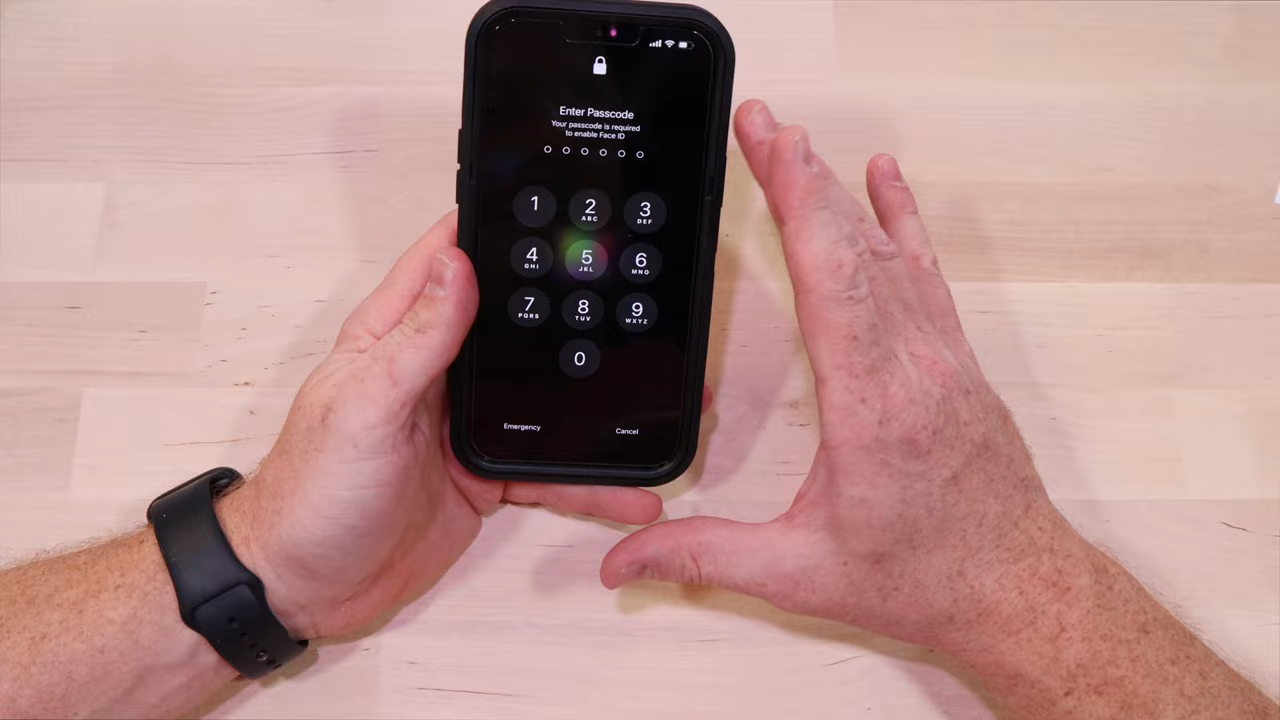 Enter Passcode
Your passcode is required
to enable Face ID
1 2 3
ABC DEF
4 5 6
GHI JKL MNO
7 8 9
PQRS TUV WXYZ
0
Emergency Cancel